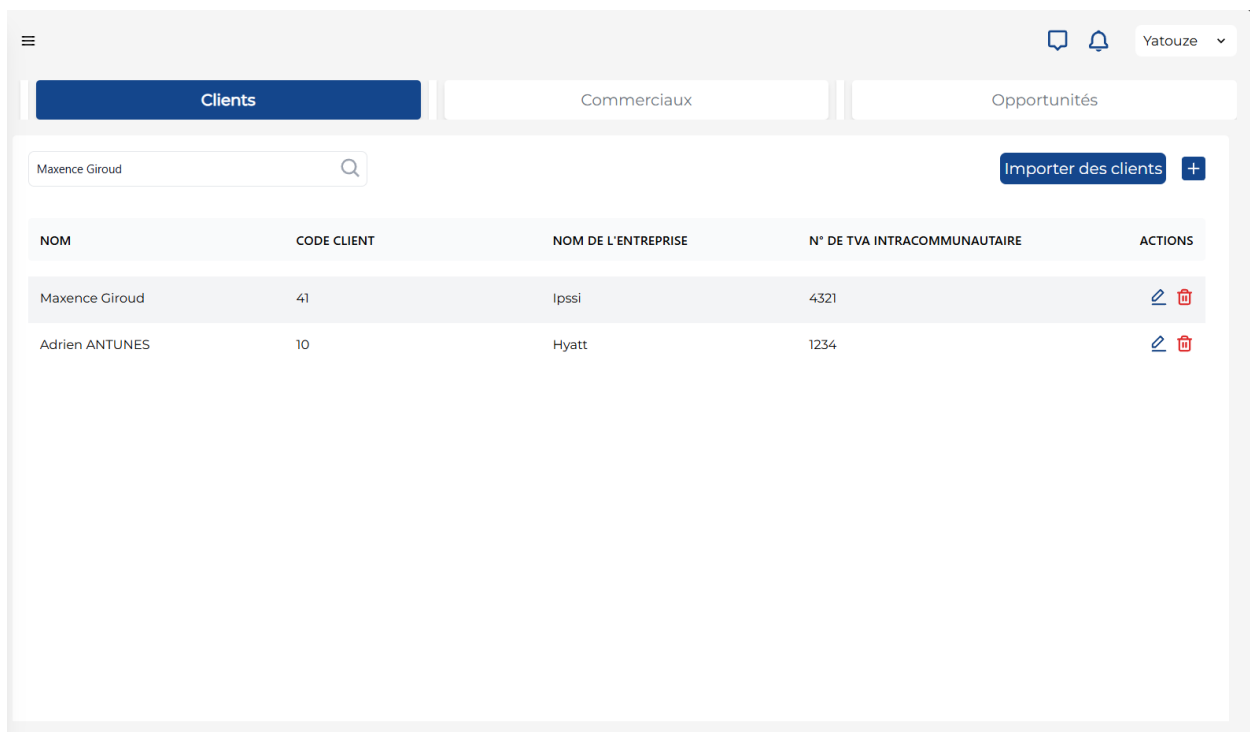 Yatouze
Clients Commerciaux Opportunités
Maxence Giroud Importer des clients +
NOM CODE CLIENT NOM DE L'ENTREPRISE N° DE TVA INTRACOMMUNAUTAIRE ACTIONS
Maxence Giroud 41 Ipssi 4321
Adrien ANTUNES 10 Hyatt 1234